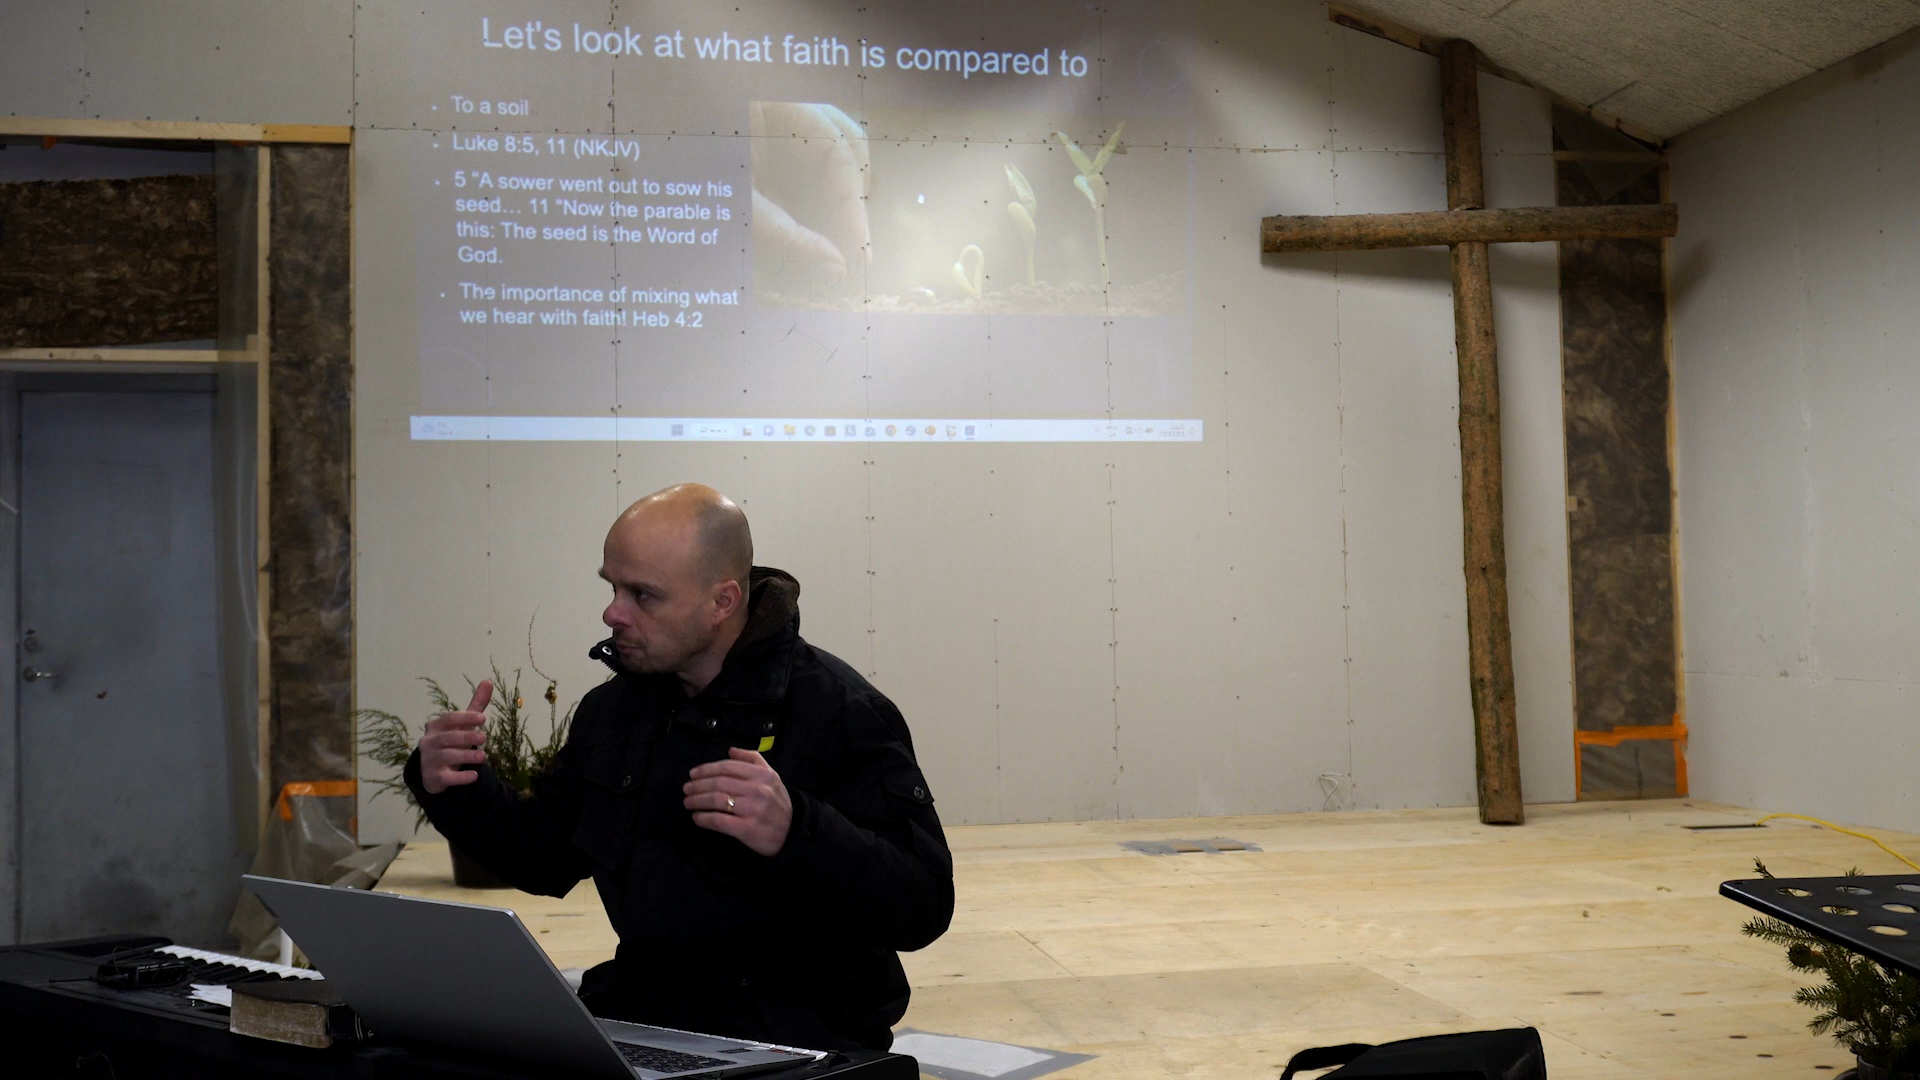 Let's look at what faith is compared to
• To a soil
• Luke 8:5, 11 (NKJV)
• 5 "A sower went out to sow his
seed... 11 "Now the parable is
this: The seed is the Word of
God.
• The importance of mixing what
we hear with faith! Heb 4:2